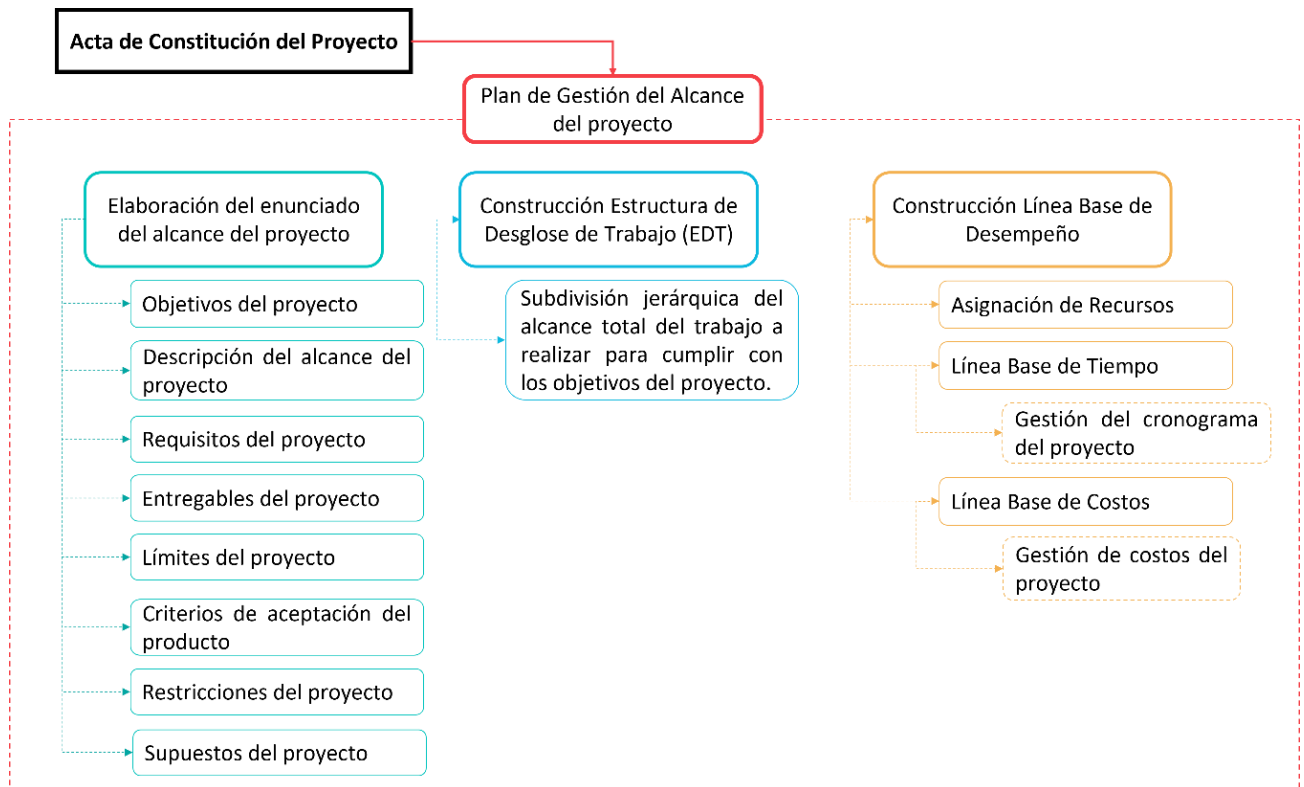 Acta de Constitución del Proyecto
Plan de Gestión del Alcance
del proyecto
Elaboración del enunciado
del alcance del proyecto
Objetivos del proyecto
Descripción del alcance del
proyecto
Requisitos del proyecto
Entregables del proyecto
Límites del proyecto
Criterios de aceptación del
producto
Restricciones del proyecto
Supuestos del proyecto
Construcción Estructura de
Desglose de Trabajo (EDT)
Subdivisión jerárquica del
alcance total del trabajo a
realizar para cumplir con
los objetivos del proyecto.
Construcción Línea Base de
Desempeño
Asignación de Recursos
Línea Base de Tiempo
Gestión del cronograma
del proyecto
Línea Base de Costos
Gestión de costos del
proyecto